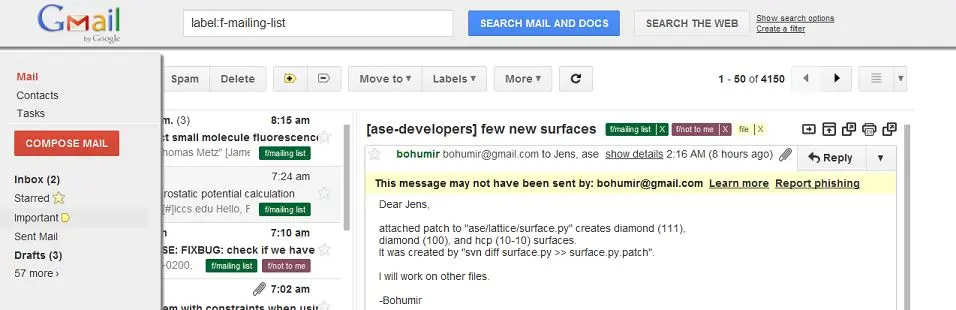 Gmail
by Google
label:f-mailing-list
SEARCH MAIL AND DOCS
SEARCH THE WEB
Show search options
Create a filter
Mail
Contacts
Tasks
COMPOSE MAIL
Inbox (2)
Starred
Important
Sent Mail
Drafts (3)
57 more ›
Spam
Delete
Move to
Labels
More
1 - 50 of 4150
m. (3) 8:15 am
ct small molecule fluorescence
homas Metz" [Jame f/mailing list
7:24 am
rostatic potential calculation
[#]iccs.edu Hello, F f/mailing list
7:10 am
SE: FIXBUG: check if we have
-0200, f/mailing list f/not to me
7:02 am
em with constraints when usin
[ase-developers] few new surfaces f/mailing list X f/not to me X file X
bohumir bohumir@gmail.com to Jens, ase show details 2:16 AM (8 hours ago) Reply
This message may not have been sent by: bohumir@gmail.com Learn more Report phishing
Dear Jens,
attached patch to "ase/lattice/surface.py" creates diamond (111),
diamond (100), and hcp (10-10) surfaces.
It was created by "svn diff surface.py >> surface.py.patch".
I will work on other files.
-Bohumir